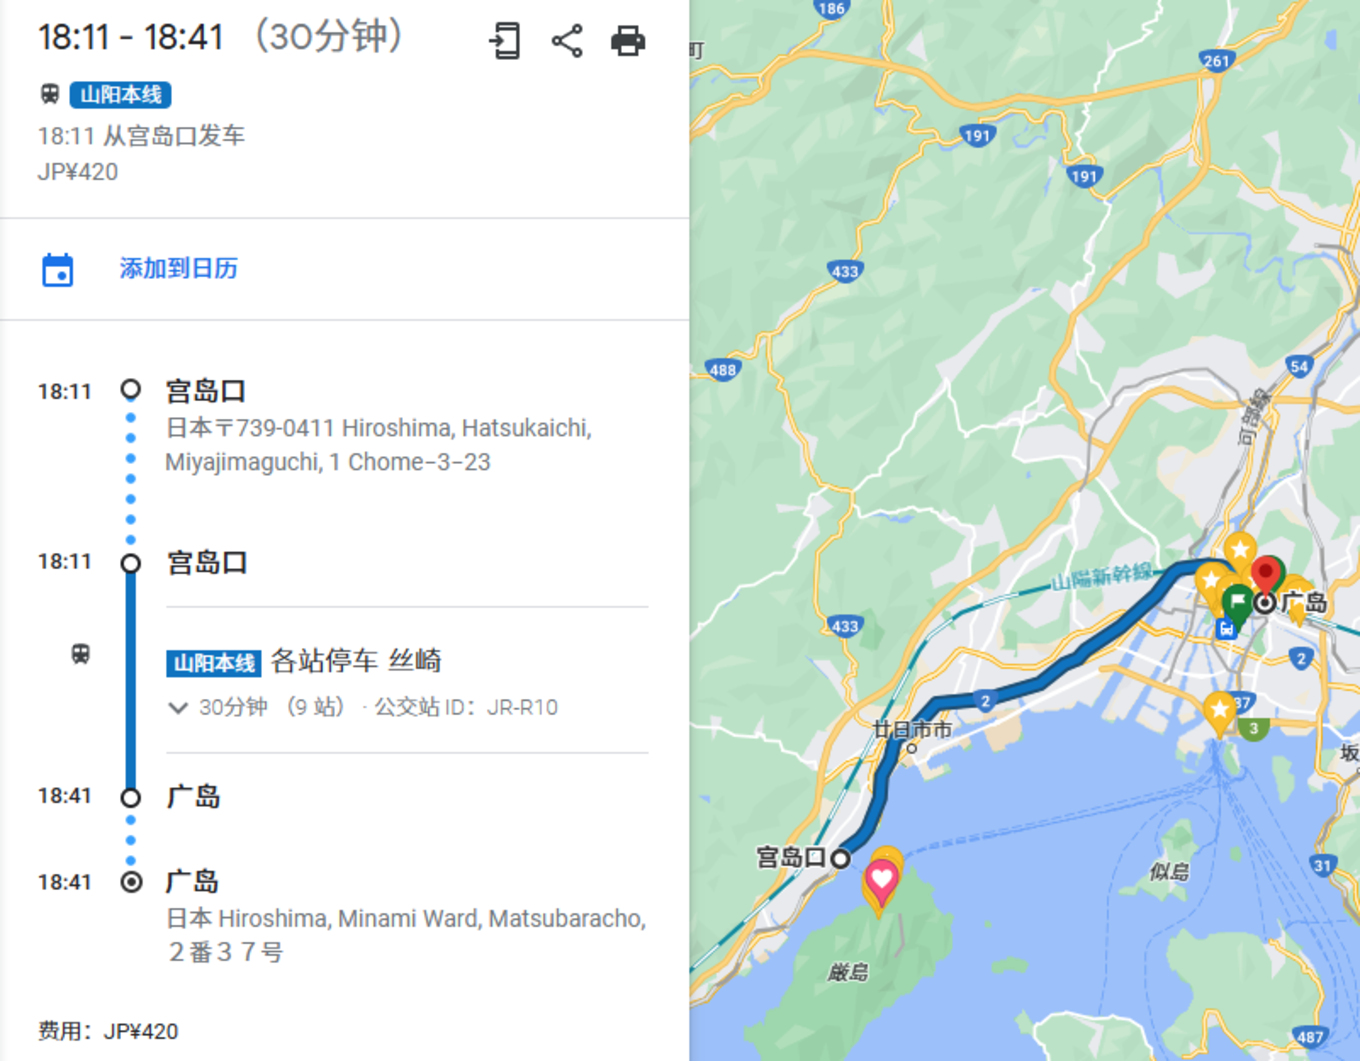 18:11 - 18:41 （30分钟）
山阳本线
18:11 从宫岛口发车
JP¥420
添加到日历
18:11 宫岛口
日本〒739-0411 Hiroshima, Hatsukaichi,
Miyajimaguchi, 1 Chome−3−23
18:11 宫岛口
山阳本线 各站停车 丝崎
30分钟 （9 站） · 公交站 ID： JR-R10
18:41 广岛
18:41 广岛
日本 Hiroshima, Minami Ward, Matsubaracho,
２番３７号
费用： JP¥420
186
町
261
191
191
433
488
54
可部線
山陽新幹線
广岛
433
2
2
37
3
廿日市市
坂
宫岛口
似島
31
厳島
487